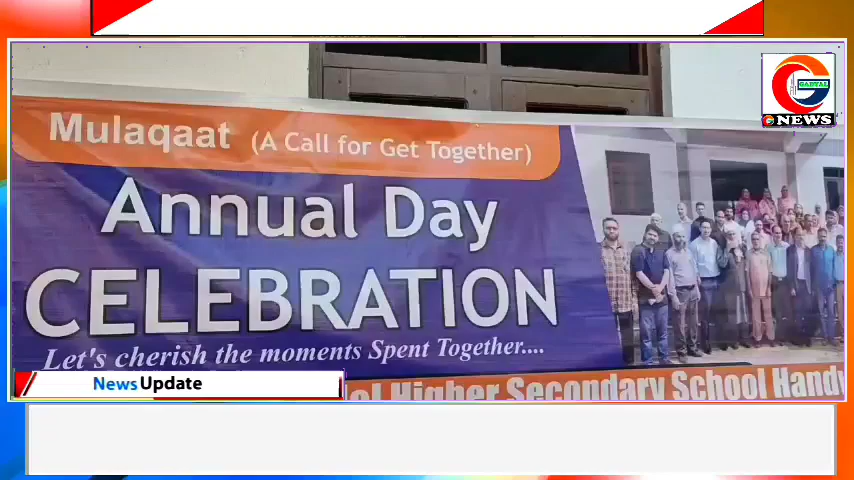 GADYAL
G NEWS
Mulaqaat (A Call for Get Together)
Annual Day
CELEBRATION
Let's cherish the moments Spent Together....
Higher Secondary School
News Update